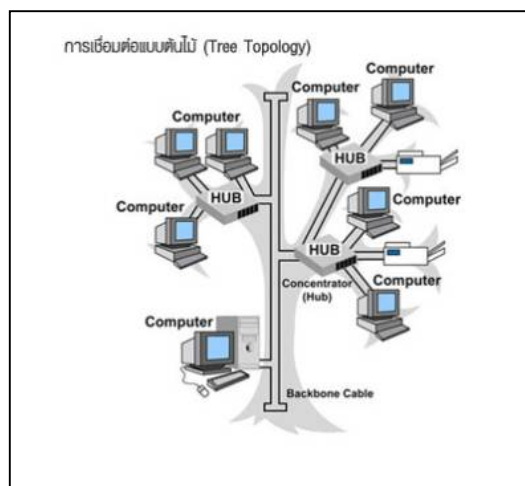 การเชื่อมต่อแบบต้นไม้ (Tree Topology)
Computer
Computer
Computer
HUB
Computer
HUB
Computer
Computer
HUB
Concentrator
(Hub)
Computer
Computer
Backbone Cable